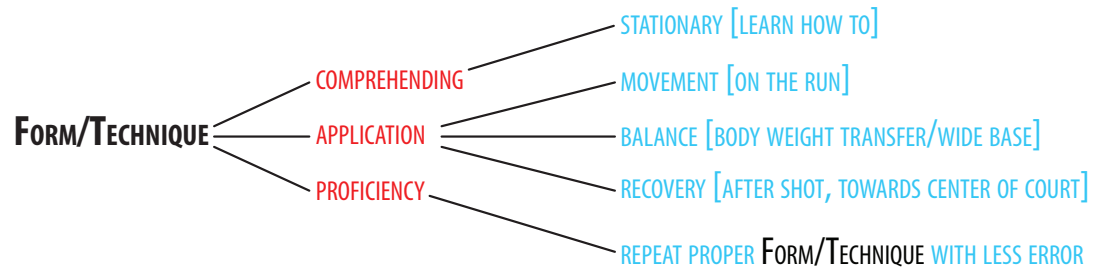 STATIONARY [LEARN HOW TO]
COMPREHENDING
MOVEMENT [ON THE RUN]
FORM/TECHNIQUE
APPLICATION
BALANCE [BODY WEIGHT TRANSFER/WIDE BASE]
PROFICIENCY
RECOVERY [AFTER SHOT, TOWARDS CENTER OF COURT]
REPEAT PROPER FORM/TECHNIQUE WITH LESS ERROR